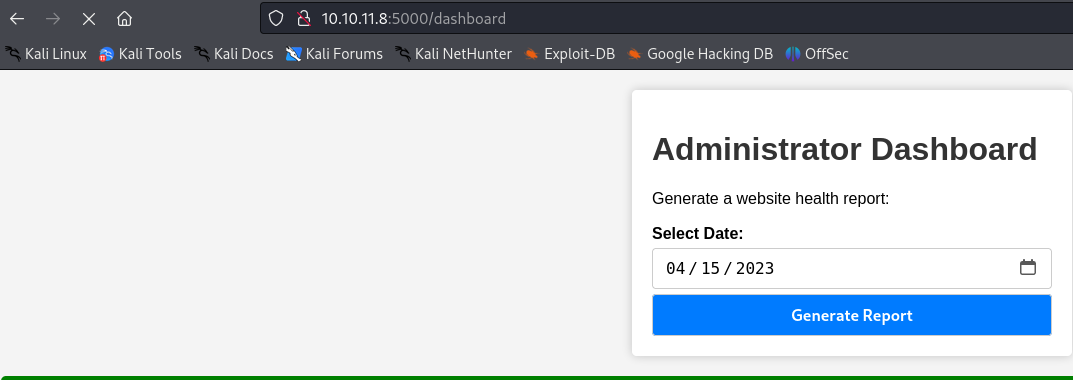 10.10.11.8:5000/dashboard
Kali Linux Kali Tools Kali Docs Kali Forums Kali NetHunter Exploit-DB Google Hacking DB OffSec
Administrator Dashboard
Generate a website health report:
Select Date:
04/15/2023
Generate Report